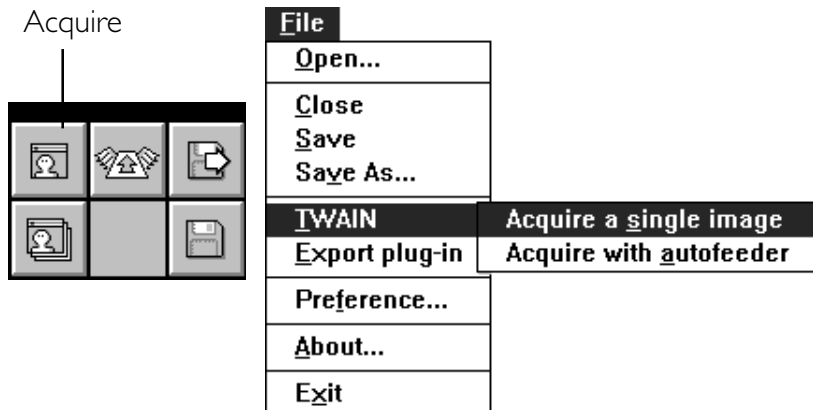 Acquire
File
Open...
Close
Save
Save As...
TWAIN
Acquire a single image
Export plug-in
Acquire with autofeeder
Preference...
About...
Exit